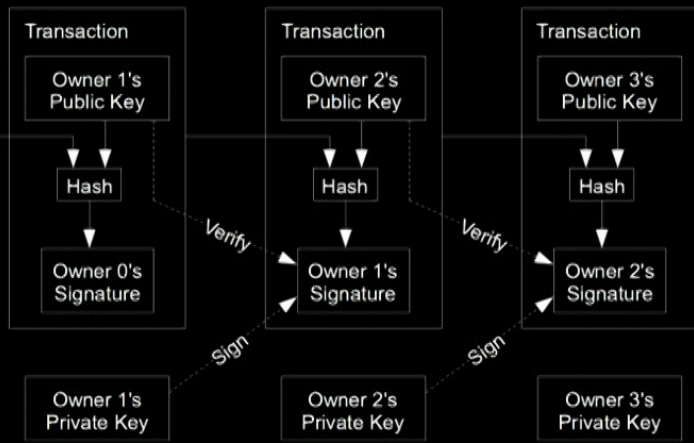 Transaction
Transaction
Transaction
Owner 1's
Public Key
Owner 2's
Public Key
Owner 3's
Public Key
Hash
Hash
Hash
Verify
Verify
Owner 0's
Signature
Owner 1's
Signature
Owner 2's
Signature
Sign
Sign
Owner 1's
Private Key
Owner 2's
Private Key
Owner 3's
Private Key